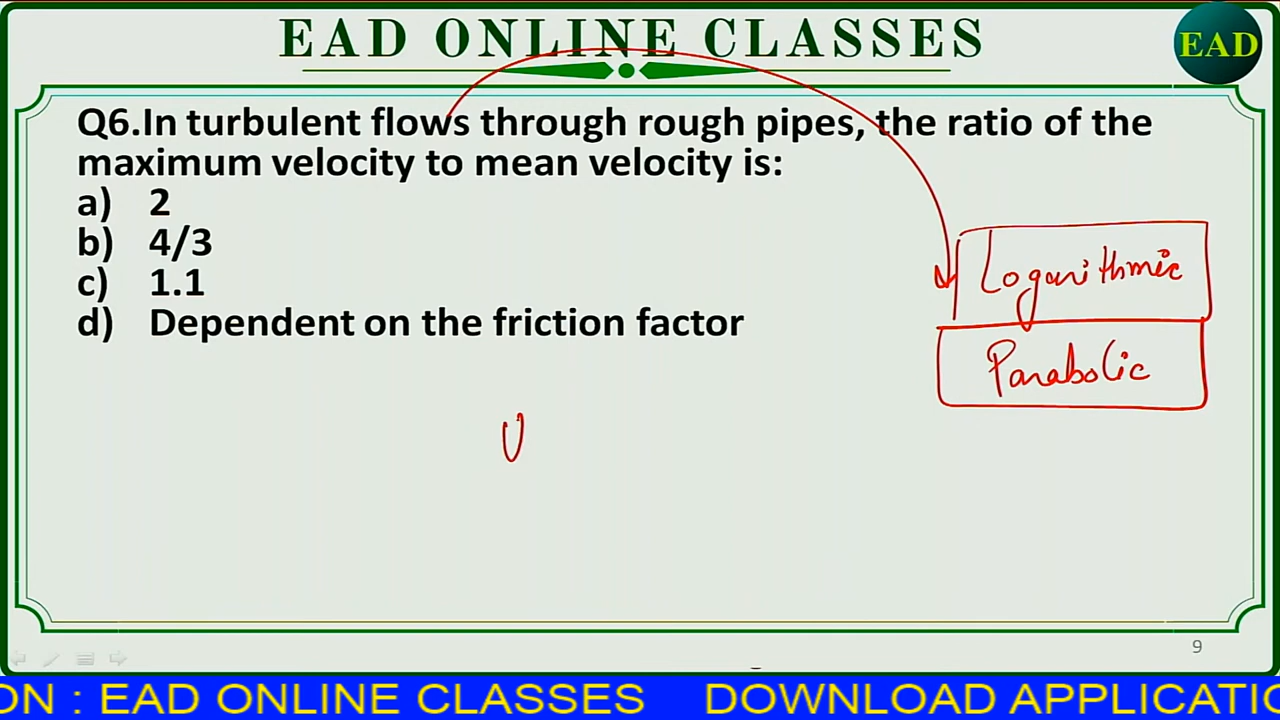 EAD ONLINE CLASSES
EAD
Q6.In turbulent flows through rough pipes, the ratio of the
maximum velocity to mean velocity is:
a) 2
b) 4/3
c) 1.1
d) Dependent on the friction factor
Logarithmic
Parabolic
U
9
ON : EAD ONLINE CLASSES DOWNLOAD APPLICATIO